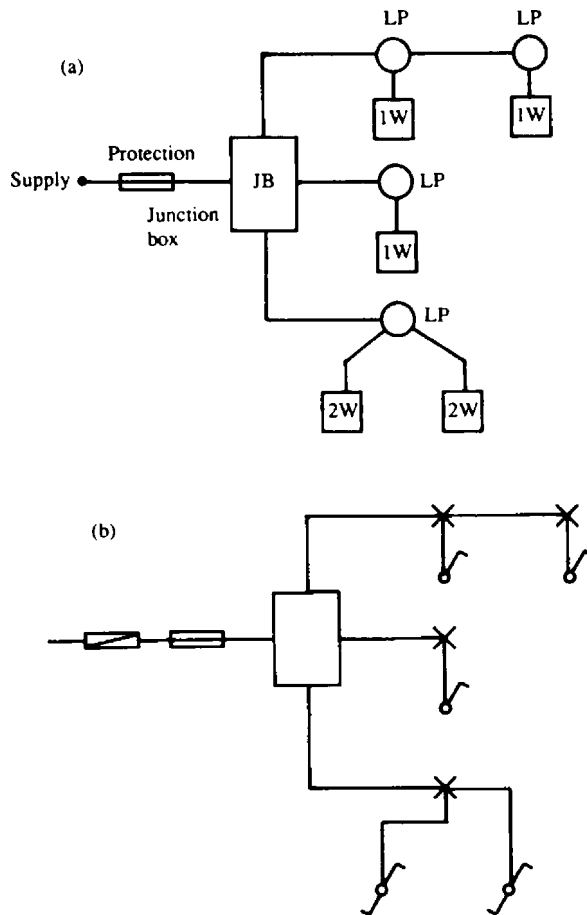 (a)
LP
LP
1W
1W
Protection
Supply
JB
LP
Junction
box
1W
LP
2W
2W
(b)